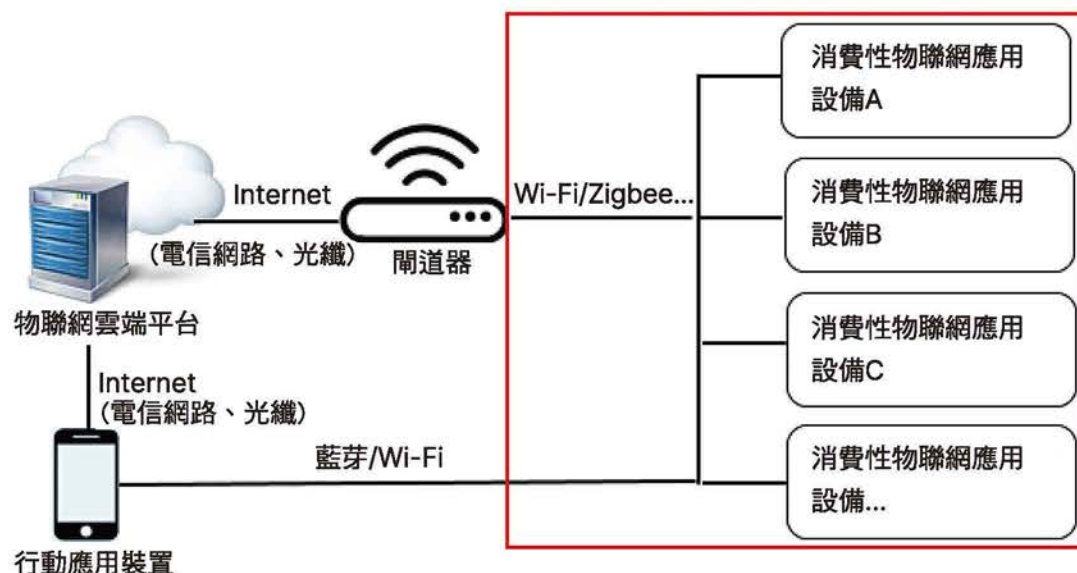 消費性物聯網應用
設備A
Internet
(電信網路、光纖)
閘道器
Wi-Fi/Zigbee...
消費性物聯網應用
設備B
物聯網雲端平台
消費性物聯網應用
設備C
Internet
(電信網路、光纖)
藍芽/Wi-Fi
消費性物聯網應用
設備...
行動應用裝置